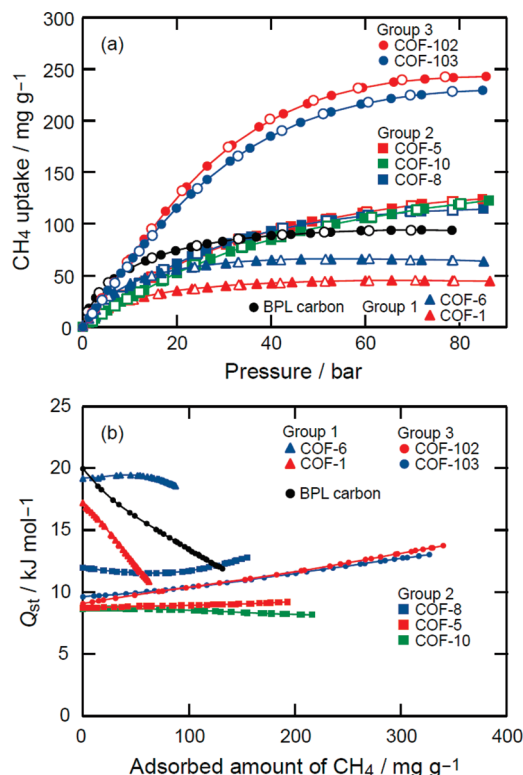 (a)
Group 3
COF-102
COF-103
Group 2
COF-5
COF-10
COF-8
BPL carbon
Group 1
COF-6
COF-1
300
250
200
150
100
50
0
CH₄ uptake / mg g⁻¹
0 20 40 60 80
Pressure / bar
(b)
Group 1
COF-6
COF-1
BPL carbon
Group 3
COF-102
COF-103
Group 2
COF-8
COF-5
COF-10
25
20
15
10
5
0
Qst / kJ mol−1
0 100 200 300 400
Adsorbed amount of CH₄ / mg g⁻¹